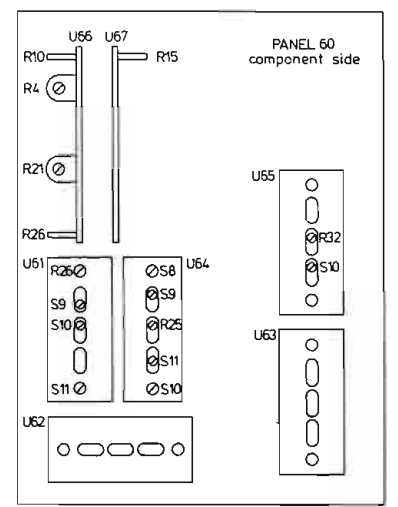 U66 U67
PANEL 60
component side
R10
R15
R4
R21
R26
U65
R32
S10
U61
R26
S9
S10
S11
S8
U64
S9
R25
S11
S10
U63
U62